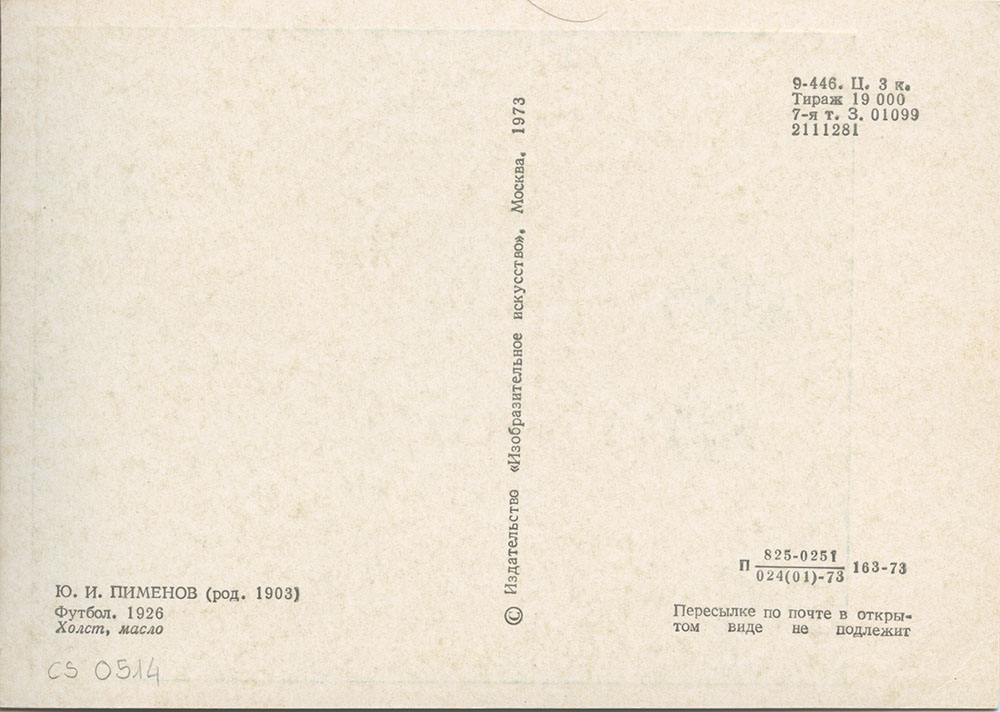 9-446. Ц. 3 к.
Тираж 19 000
7-я т. З. 01099
2111281
© Издательство «Изобразительное искусство». Москва. 1973
Ю. И. ПИМЕНОВ (род. 1903)
Футбол. 1926
Холст, масло
CS 0514
П 825-0251
024(01)-73 163-73
Пересылке по почте в откры-
том виде не подлежит